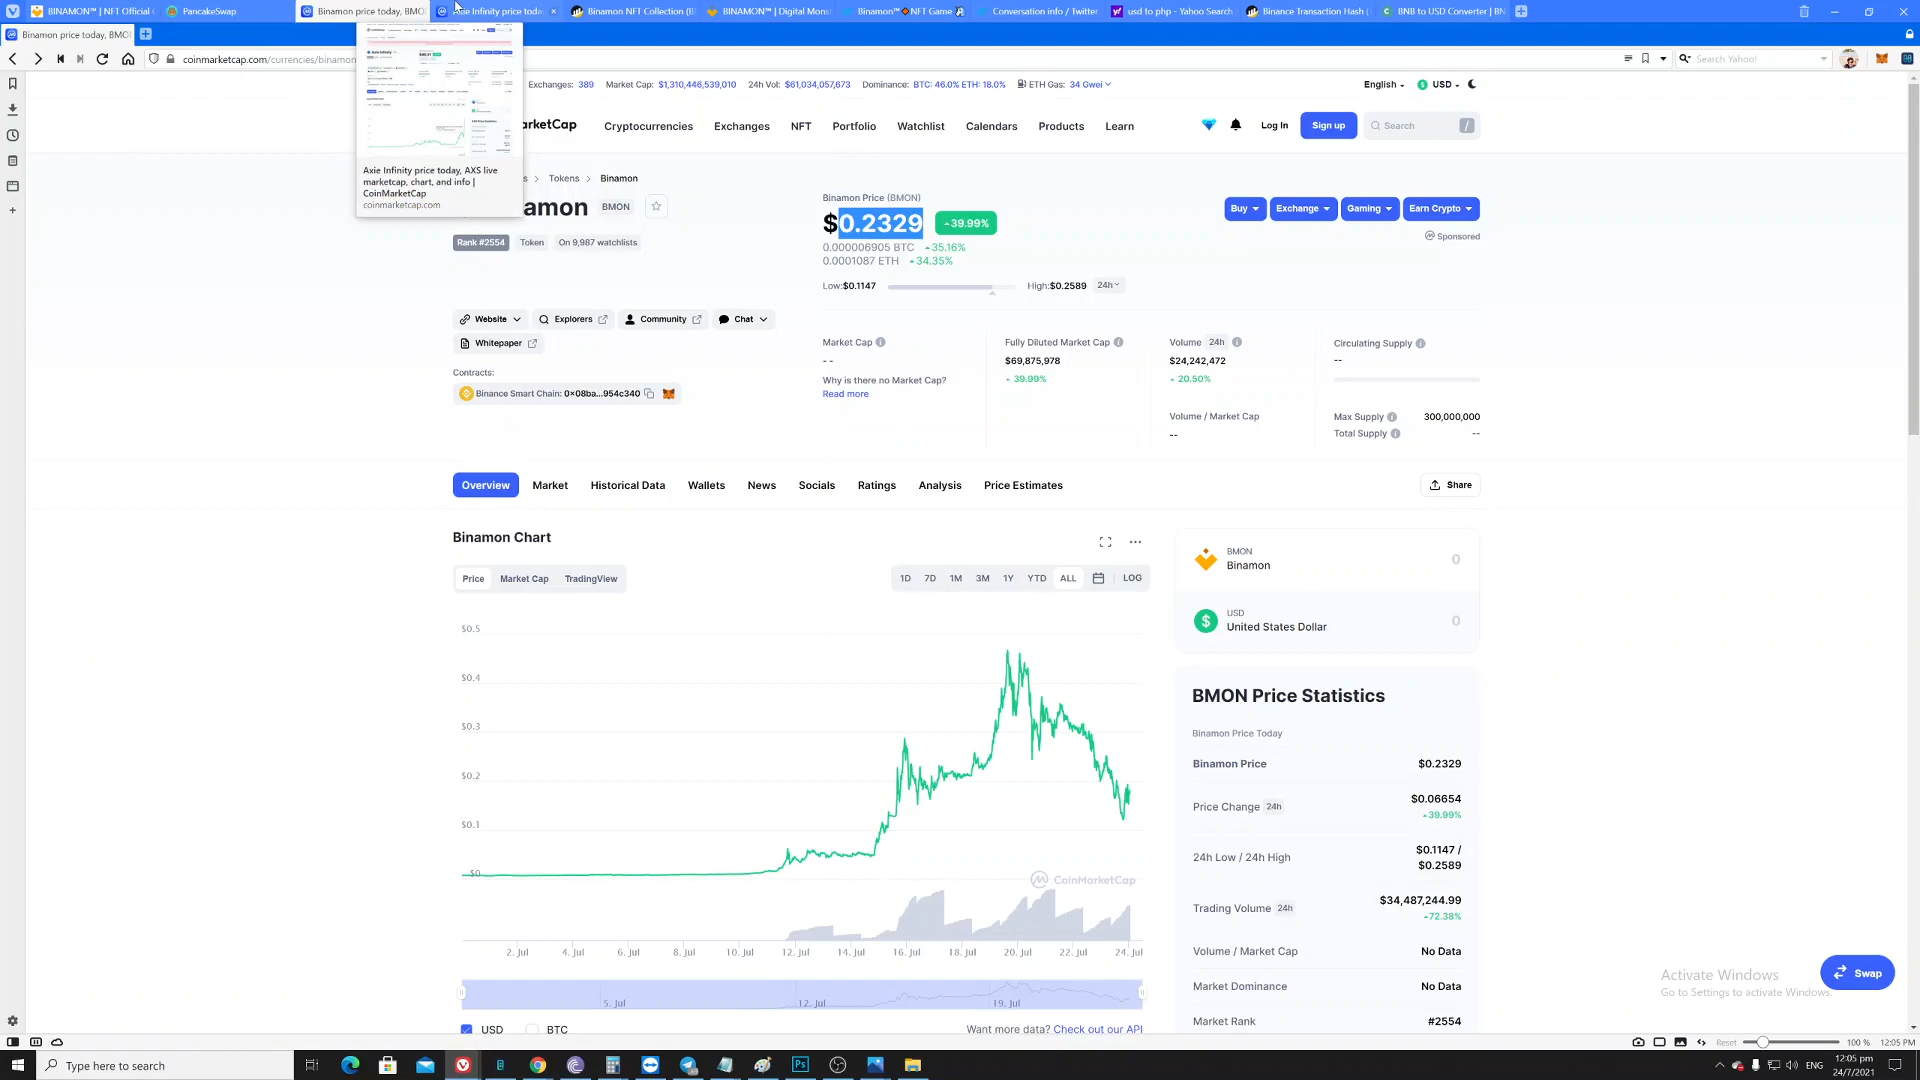 BINAMON™ | NFT Official
PancakeSwap
Binamon price today, BMO
Axie Infinity price toda
Binamon NFT Collection (B
BINAMON™ | Digital Mons
Binamon™ NFT Game
Conversation info / Twitter
usd to php - Yahoo Search
Binance Transaction Hash (
BNB to USD Converter | BN
Binamon price today, BMO
coinmarketcap.com/currencies/binamon
Search Yahoo!
Exchanges: 389 Market Cap: $1,310,446,539,010 24h Vol: $61,034,057,673 Dominance: BTC: 46.0% ETH: 18.0% ETH Gas: 34 Gwei
English USD
arketCap Cryptocurrencies Exchanges NFT Portfolio Watchlist Calendars Products Learn
Log In Sign up Search /
Axie Infinity price today, AXS live
marketcap, chart, and info |
CoinMarketCap
coinmarketcap.com
s > Tokens > Binamon
amon BMON
Rank #2554 Token On 9,987 watchlists
Website Explorers Community Chat
Whitepaper
Contracts:
Binance Smart Chain: 0x08ba...954c340
Binamon Price (BMON)
$0.2329 39.99%
0.000006905 BTC 35.16%
0.0001087 ETH 34.35%
Low:$0.1147 High:$0.2589 24h
Buy Exchange Gaming Earn Crypto
Sponsored
Market Cap
- -
Why is there no Market Cap?
Read more
Fully Diluted Market Cap
$69,875,978
39.99%
Volume 24h
$24,242,472
20.50%
Volume / Market Cap
--
Circulating Supply
--
Max Supply 300,000,000
Total Supply --
Overview Market Historical Data Wallets News Socials Ratings Analysis Price Estimates
Share
Binamon Chart
Price Market Cap TradingView
1D 7D 1M 3M 1Y YTD ALL LOG
$0.5
$0.4
$0.3
$0.2
$0.1
$0
CoinMarketCap
2. Jul 4. Jul 6. Jul 8. Jul 10. Jul 12. Jul 14. Jul 16. Jul 18. Jul 20. Jul 22. Jul 24. Jul
5. Jul 12. Jul 19. Jul
USD BTC
Want more data? Check out our API
BMON
Binamon 0
USD
United States Dollar 0
BMON Price Statistics
Binamon Price Today
Binamon Price $0.2329
Price Change 24h $0.06654
39.99%
24h Low / 24h High $0.1147 /
$0.2589
Trading Volume 24h $34,487,244.99
72.38%
Volume / Market Cap No Data
Market Dominance No Data
Market Rank #2554
Activate Windows
Go to Settings to activate Windows.
Swap
Reset 100 % 12:05 PM
Type here to search
ENG
12:05 pm
24/7/2021